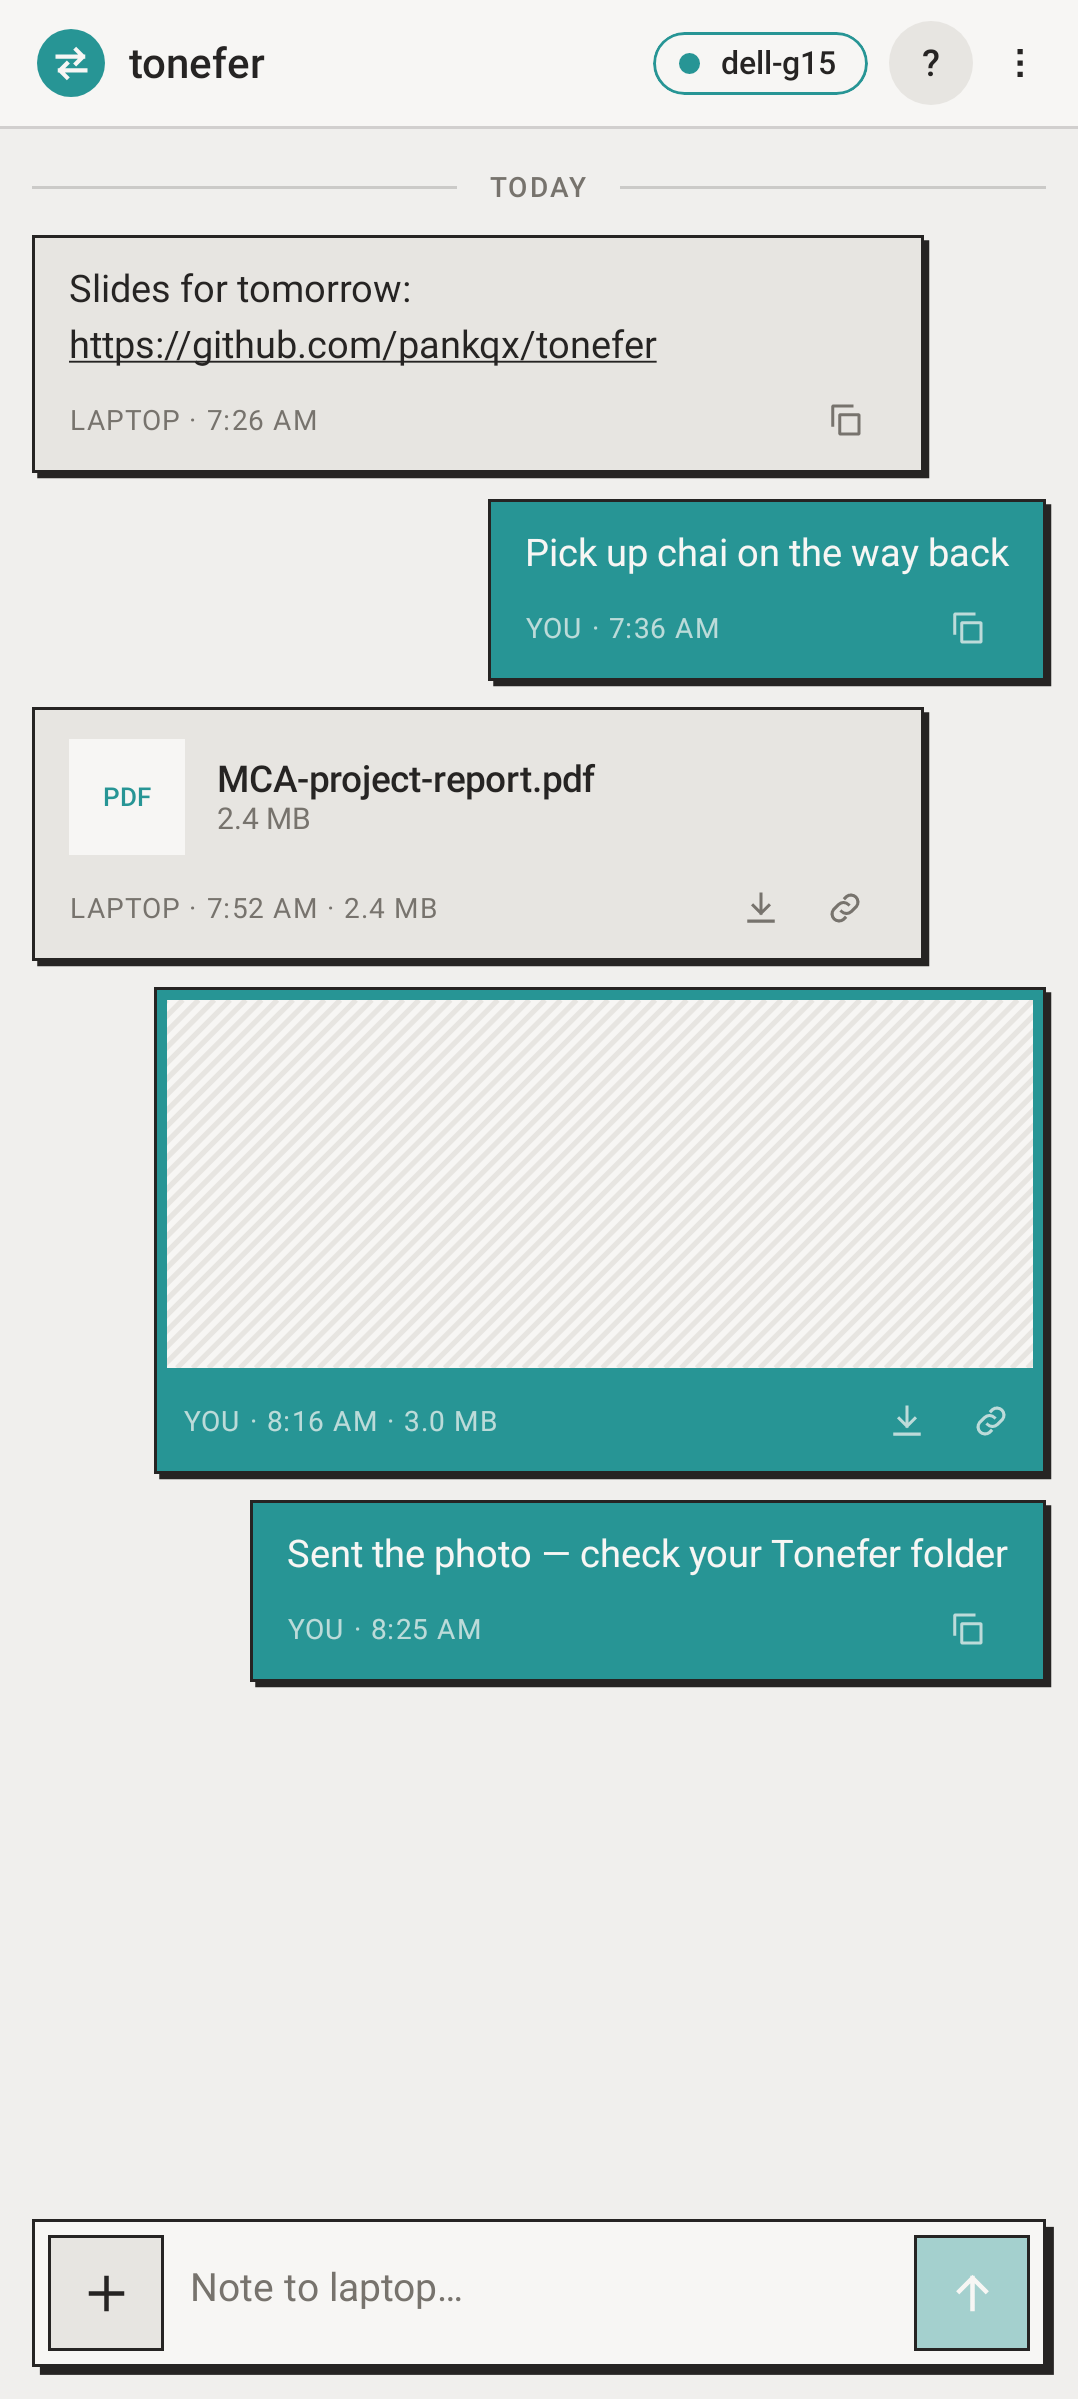 tonefer
dell-g15
?
TODAY
Slides for tomorrow:
https://github.com/pankqx/tonefer
LAPTOP · 7:26 AM
Pick up chai on the way back
YOU · 7:36 AM
PDF
MCA-project-report.pdf
2.4 MB
LAPTOP · 7:52 AM · 2.4 MB
YOU · 8:16 AM · 3.0 MB
Sent the photo — check your Tonefer folder
YOU · 8:25 AM
Note to laptop…